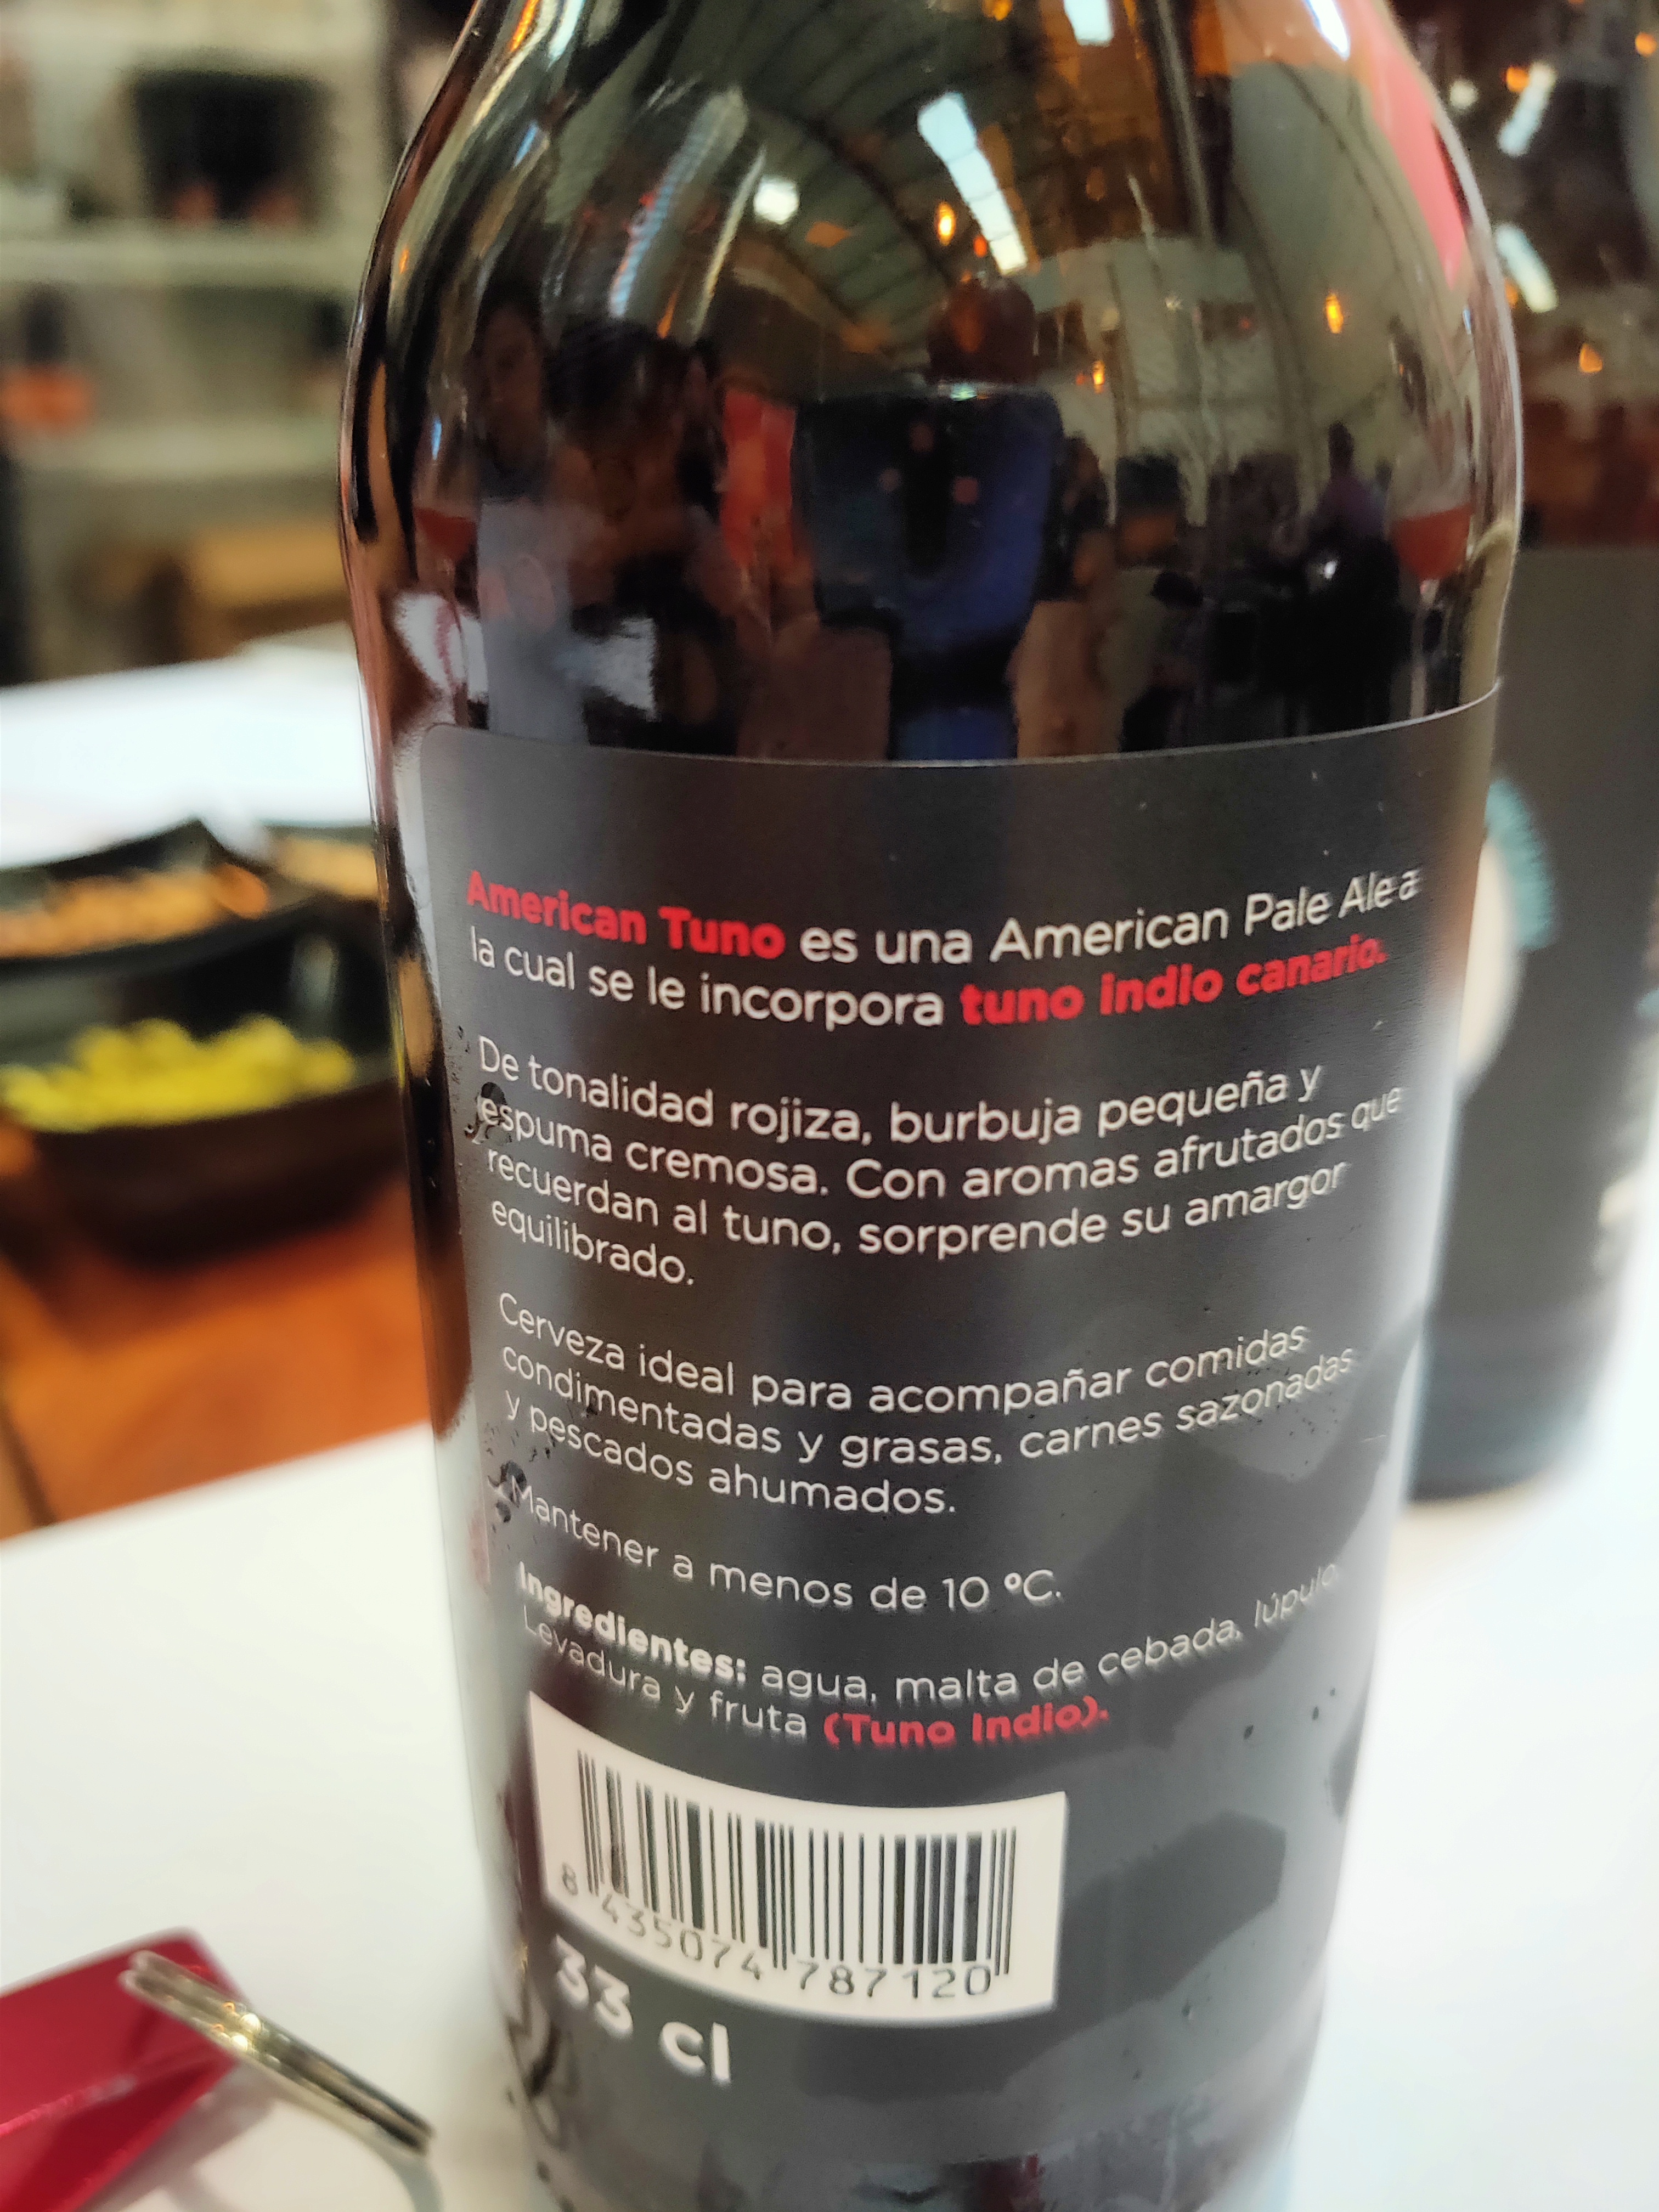 American Tuno es una American Pale Ale a
la cual se le incorpora tuno indio canario.
De tonalidad rojiza, burbuja pequeña y
espuma cremosa. Con aromas afrutados que
recuerdan al tuno, sorprende su amargor
equilibrado.
Cerveza ideal para acompañar comidas
condimentadas y grasas, carnes sazonadas
y pescados ahumados.
Mantener a menos de 10 ºC.
Ingredientes: agua, malta de cebada, lúpulo,
Levadura y fruta (Tuno Indio).
8 435074 787120
33 cl